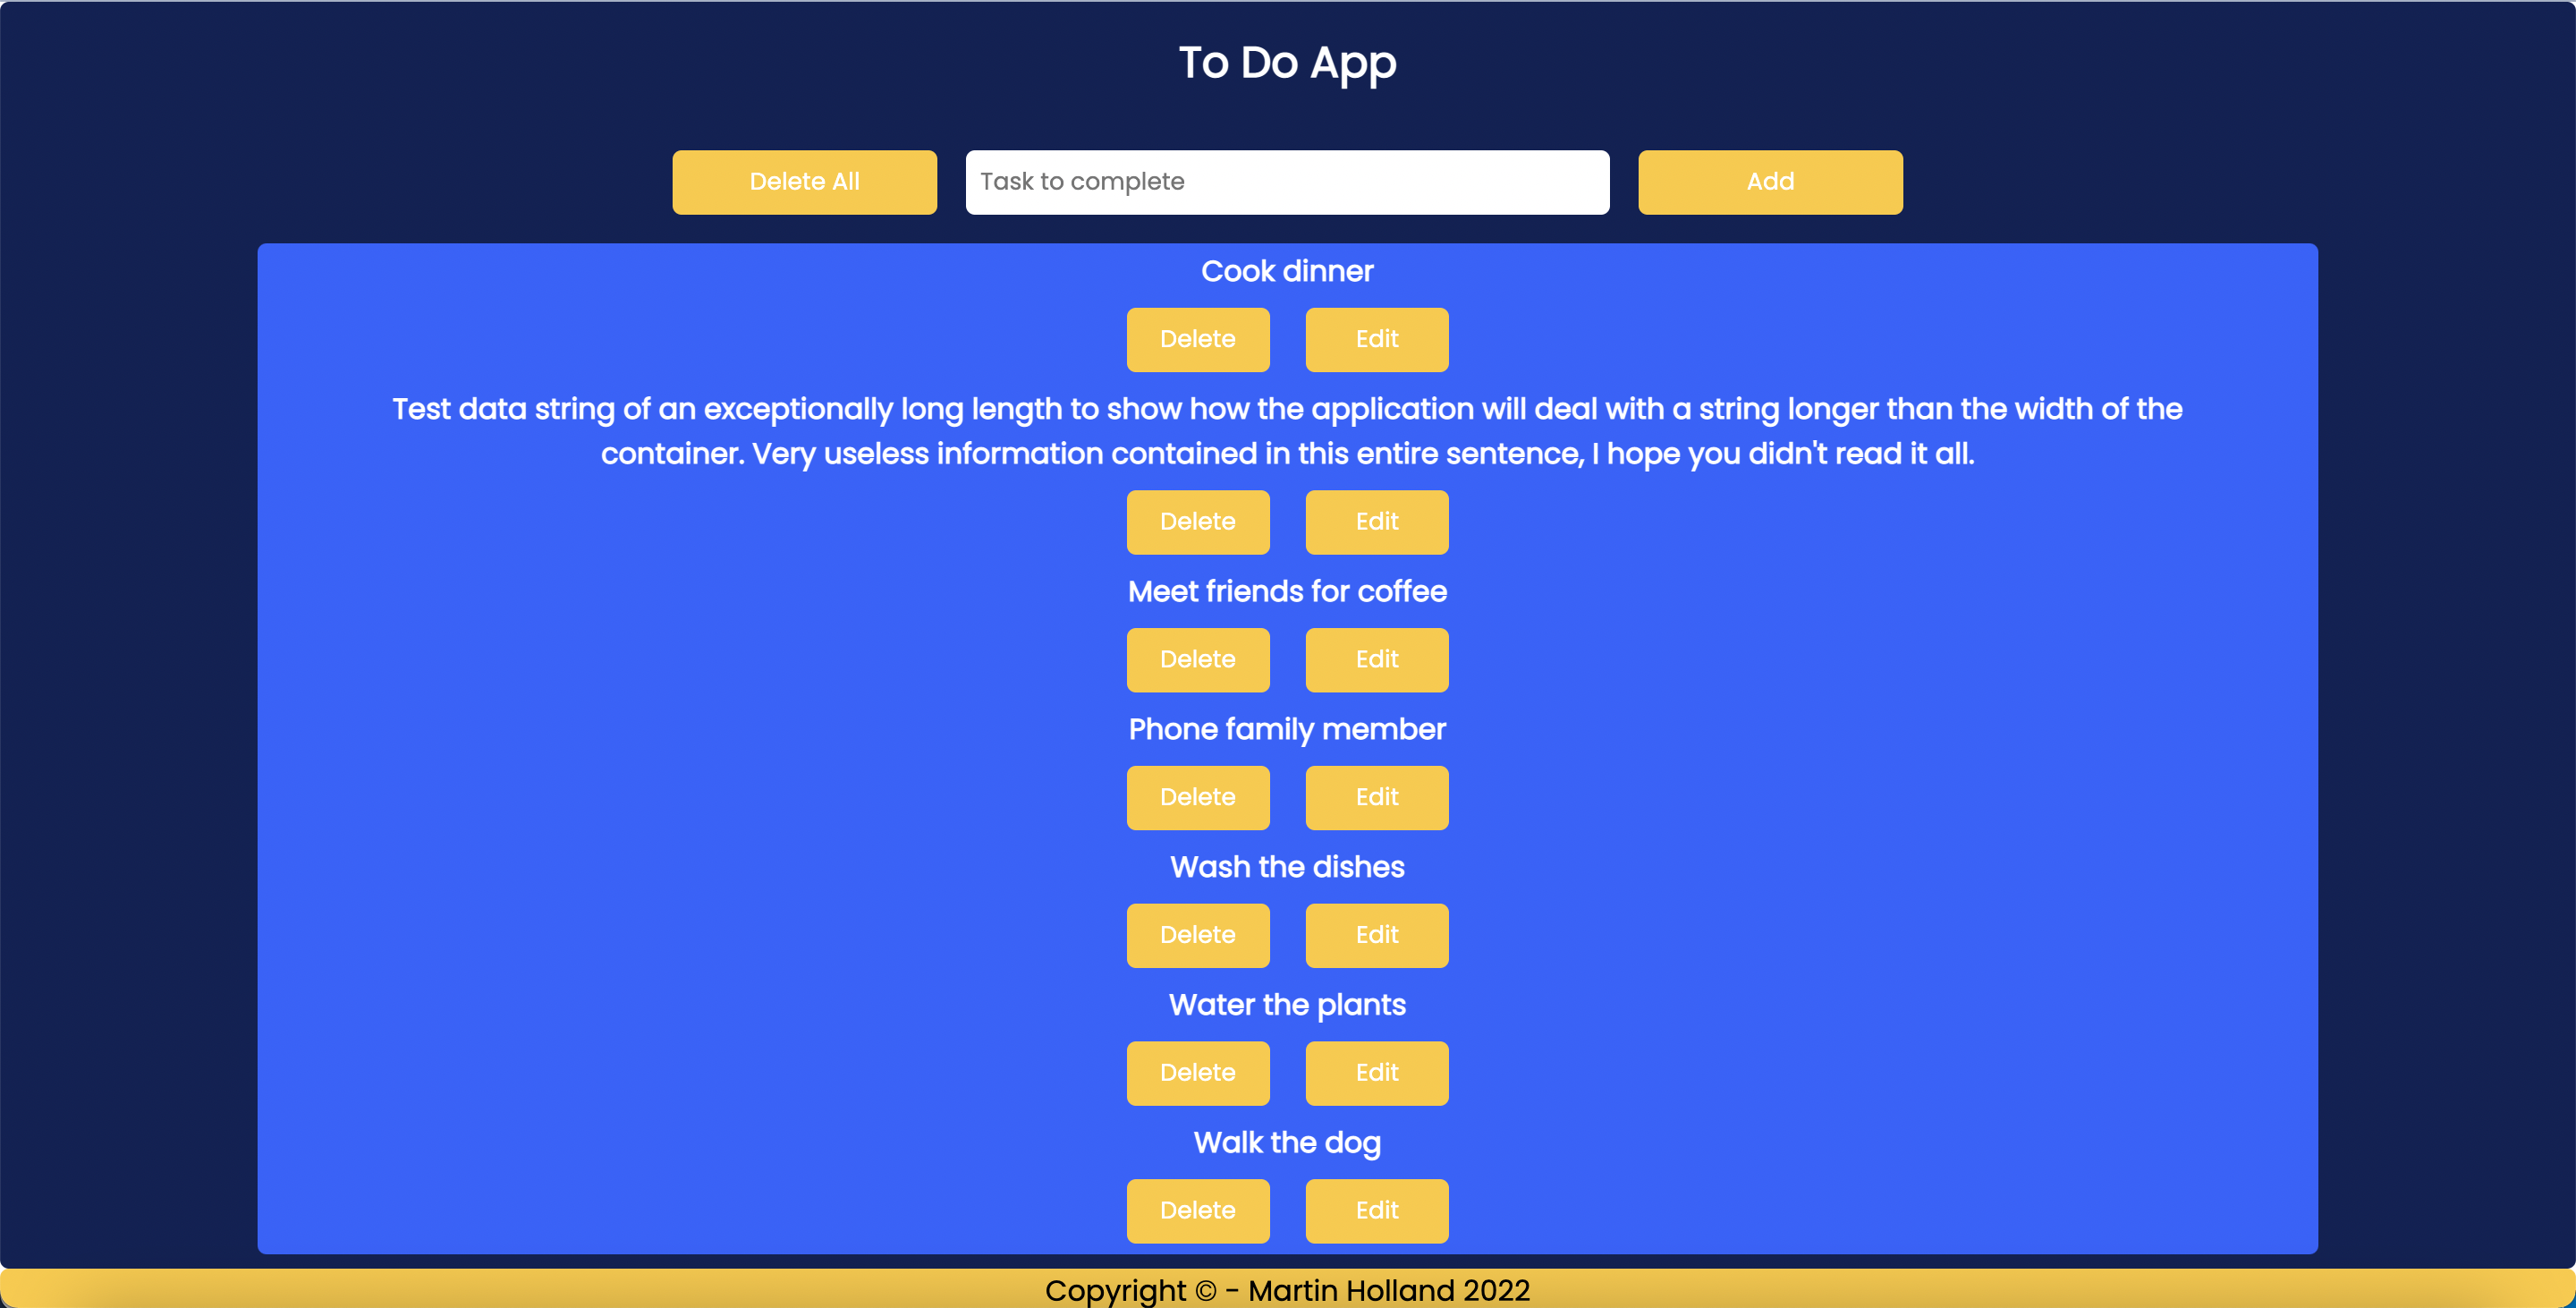 To Do App
Delete All
Task to complete
Add
Cook dinner
Delete
Edit
Test data string of an exceptionally long length to show how the application will deal with a string longer than the width of the
container. Very useless information contained in this entire sentence, I hope you didn't read it all.
Delete
Edit
Meet friends for coffee
Delete
Edit
Phone family member
Delete
Edit
Wash the dishes
Delete
Edit
Water the plants
Delete
Edit
Walk the dog
Delete
Edit
Copyright © - Martin Holland 2022